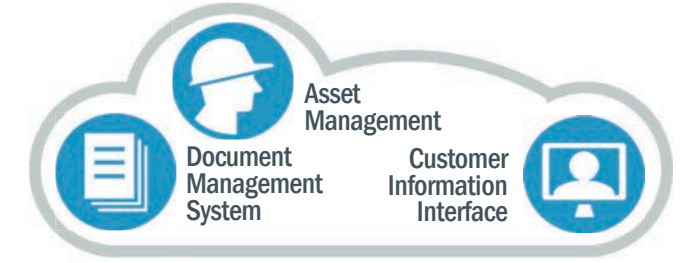 Asset
Management
Document
Management
System
Customer
Information
Interface